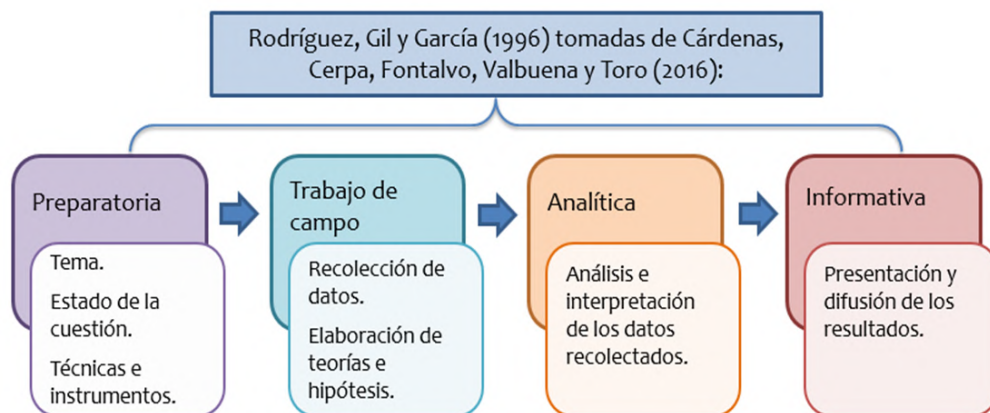 Rodríguez, Gil y García (1996) tomadas de Cárdenas,
Cerpa, Fontalvo, Valbuena y Toro (2016):
Preparatoria
Tema.
Estado de la
cuestión.
Técnicas e
instrumentos.
Trabajo de
campo
Recolección de
datos.
Elaboración de
teorías e
hipótesis.
Analítica
Análisis e
interpretación
de los datos
recolectados.
Informativa
Presentación y
difusión de los
resultados.